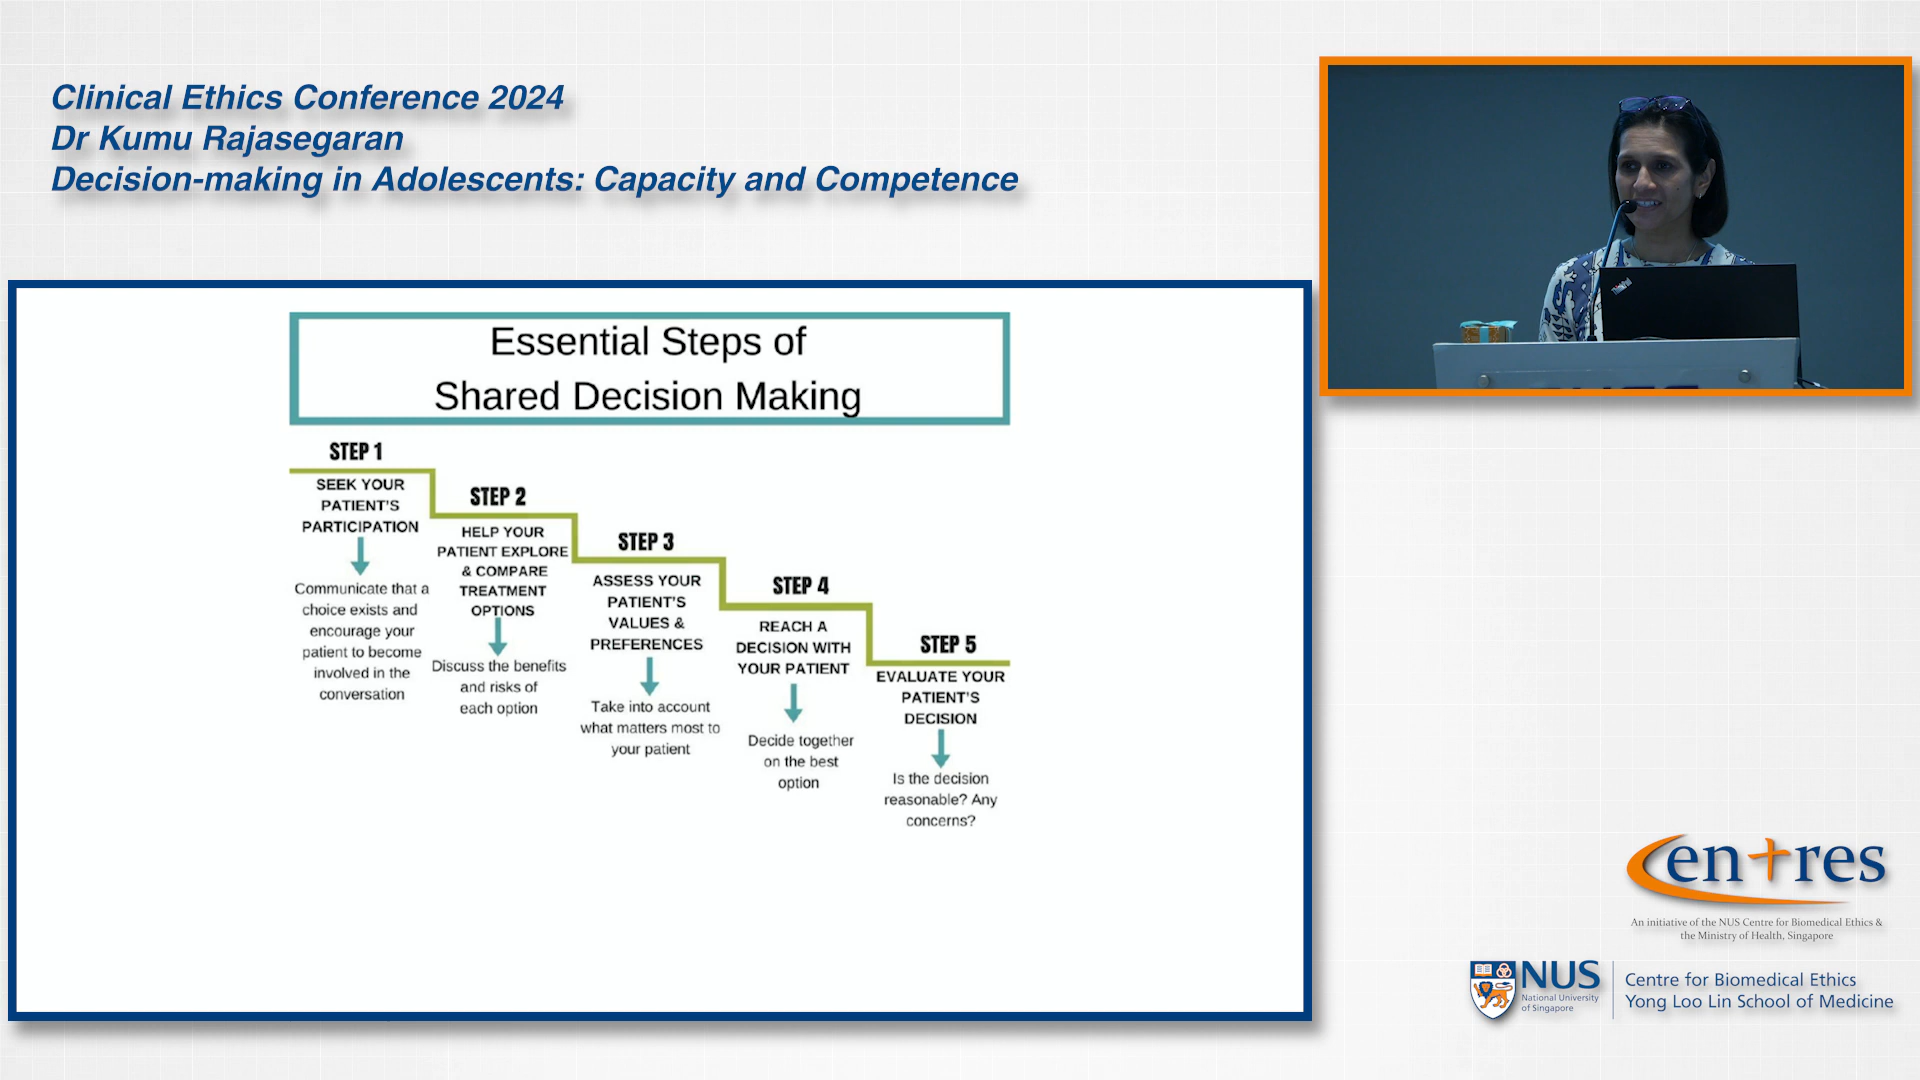 Clinical Ethics Conference 2024
Dr Kumu Rajasegaran
Decision-making in Adolescents: Capacity and Competence
ThinkPad
Essential Steps of
Shared Decision Making
STEP 1
SEEK YOUR
PATIENT'S
PARTICIPATION
Communicate that a
choice exists and
encourage your
patient to become
involved in the
conversation
STEP 2
HELP YOUR
PATIENT EXPLORE
& COMPARE
TREATMENT
OPTIONS
Discuss the benefits
and risks of
each option
STEP 3
ASSESS YOUR
PATIENT'S
VALUES &
PREFERENCES
Take into account
what matters most to
your patient
STEP 4
REACH A
DECISION WITH
YOUR PATIENT
Decide together
on the best
option
STEP 5
EVALUATE YOUR
PATIENT'S
DECISION
Is the decision
reasonable? Any
concerns?
Centres
An initiative of the NUS Centre for Biomedical Ethics &
the Ministry of Health, Singapore
NUS
National University
of Singapore
Centre for Biomedical Ethics
Yong Loo Lin School of Medicine